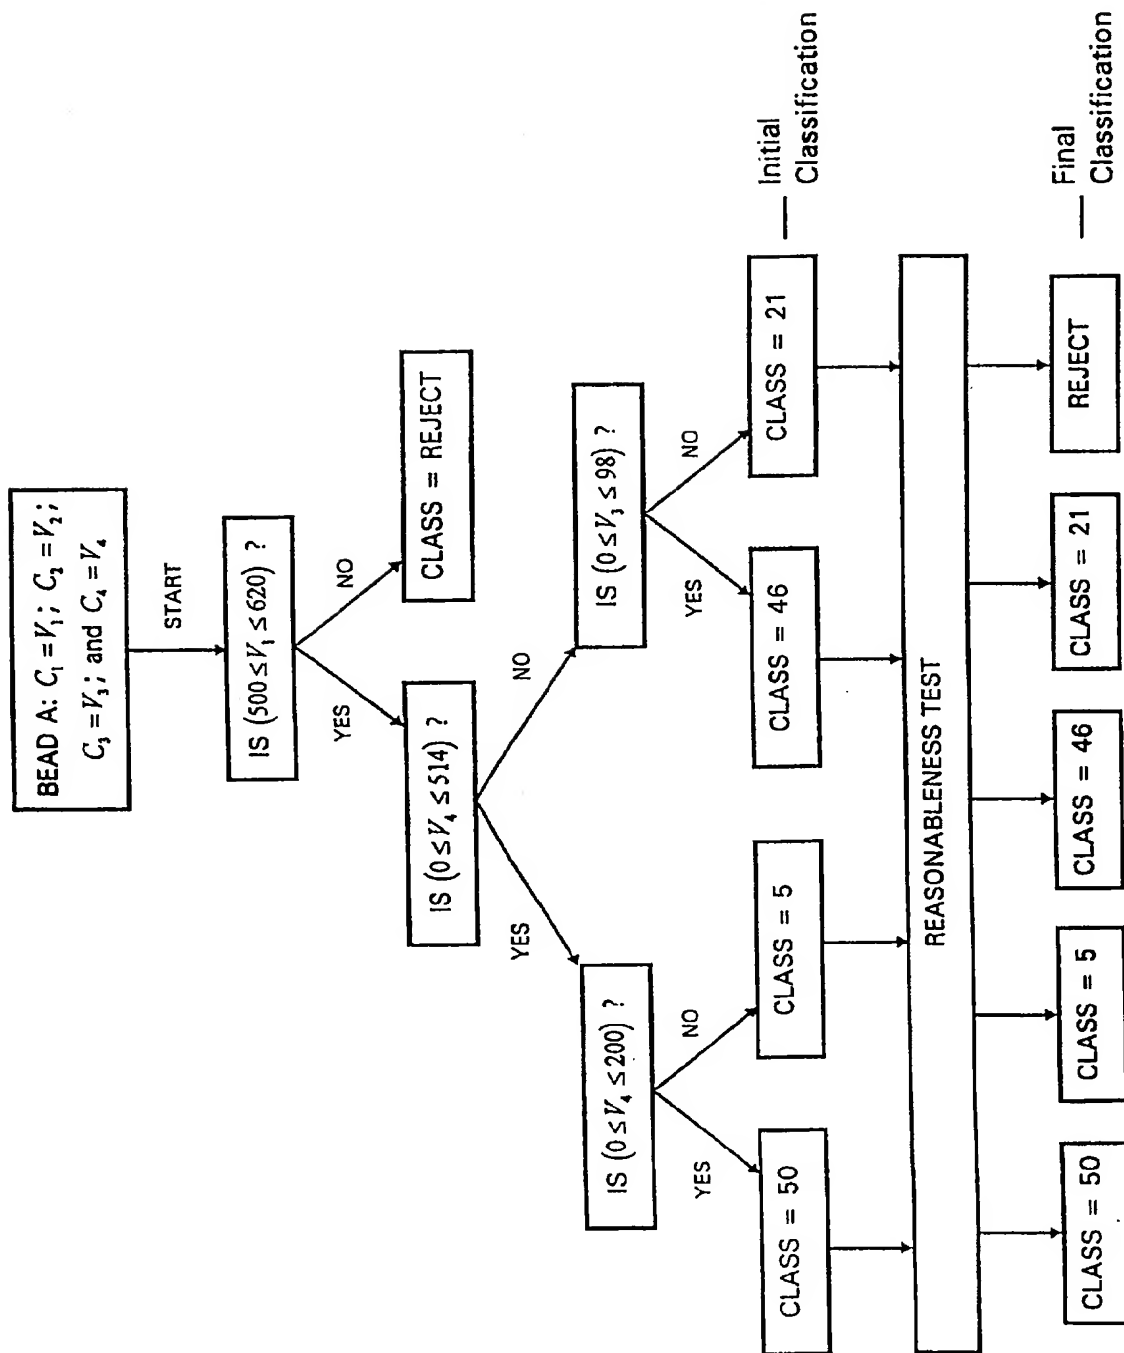 BEAD A: C₁ = V₁; C₂ = V₂;
C₃ = V₃; and C₄ = V₄
START
IS (500 ≤ V₁ ≤ 620) ?
YES
NO
IS (0 ≤ V₄ ≤ 514) ?
CLASS = REJECT
YES
NO
IS (0 ≤ V₄ ≤ 200) ?
IS (0 ≤ V₃ ≤ 98) ?
YES
NO
YES
NO
CLASS = 50
CLASS = 5
CLASS = 46
CLASS = 21
Initial
Classification
REASONABLENESS TEST
CLASS = 50
CLASS = 5
CLASS = 46
CLASS = 21
REJECT
Final
Classification